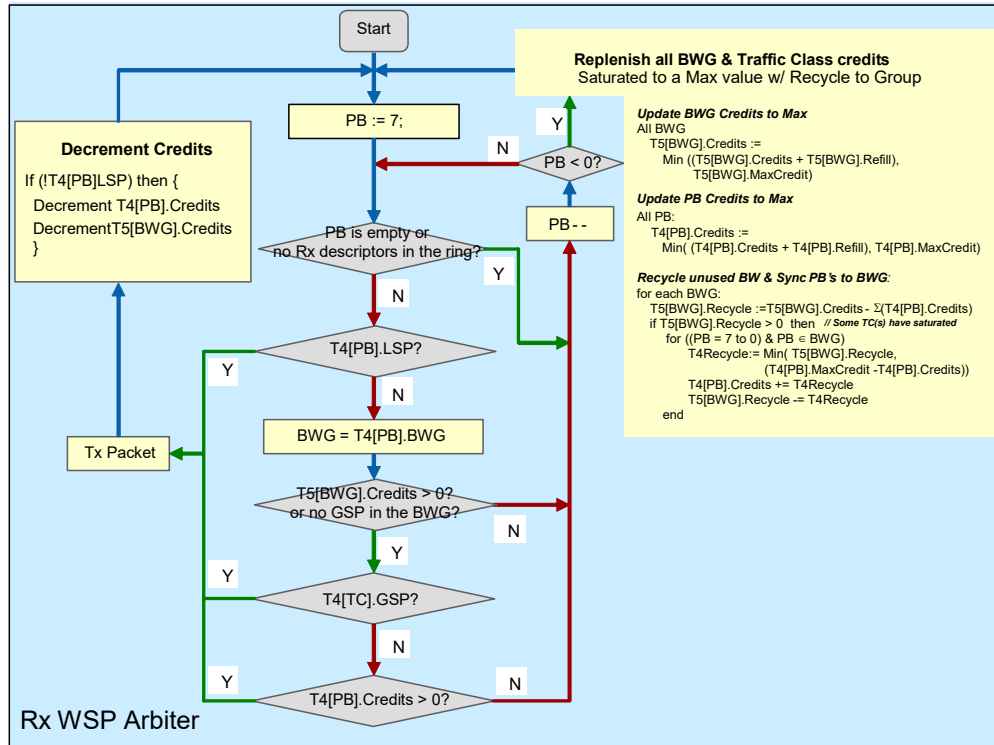 Start
Replenish all BWG & Traffic Class credits
Saturated to a Max value w/ Recycle to Group
PB := 7;
Update BWG Credits to Max
All BWG
T5[BWG].Credits :=
Min ((T5[BWG].Credits + T5[BWG].Refill),
T5[BWG].MaxCredit)
Update PB Credits to Max
All PB:
T4[PB].Credits :=
Min( (T4[PB].Credits + T4[PB].Refill), T4[PB].MaxCredit)
Recycle unused BW & Sync PB's to BWG:
for each BWG:
T5[BWG].Recycle :=T5[BWG].Credits - Σ(T4[PB].Credits)
if T5[BWG].Recycle > 0 then // Some TC(s) have saturated
for ((PB = 7 to 0) & PB ∈ BWG)
T4Recycle:= Min( T5[BWG].Recycle,
(T4[PB].MaxCredit -T4[PB].Credits))
T4[PB].Credits += T4Recycle
T5[BWG].Recycle -= T4Recycle
end
Decrement Credits
If (!T4[PB]LSP) then {
Decrement T4[PB].Credits
DecrementT5[BWG].Credits
}
Y
N
PB < 0?
PB - -
PB is empty or
no Rx descriptors in the ring?
Y
N
T4[PB].LSP?
Y
N
BWG = T4[PB].BWG
Tx Packet
T5[BWG].Credits > 0?
or no GSP in the BWG?
N
Y
Y
T4[TC].GSP?
N
Y
T4[PB].Credits > 0?
N
Rx WSP Arbiter